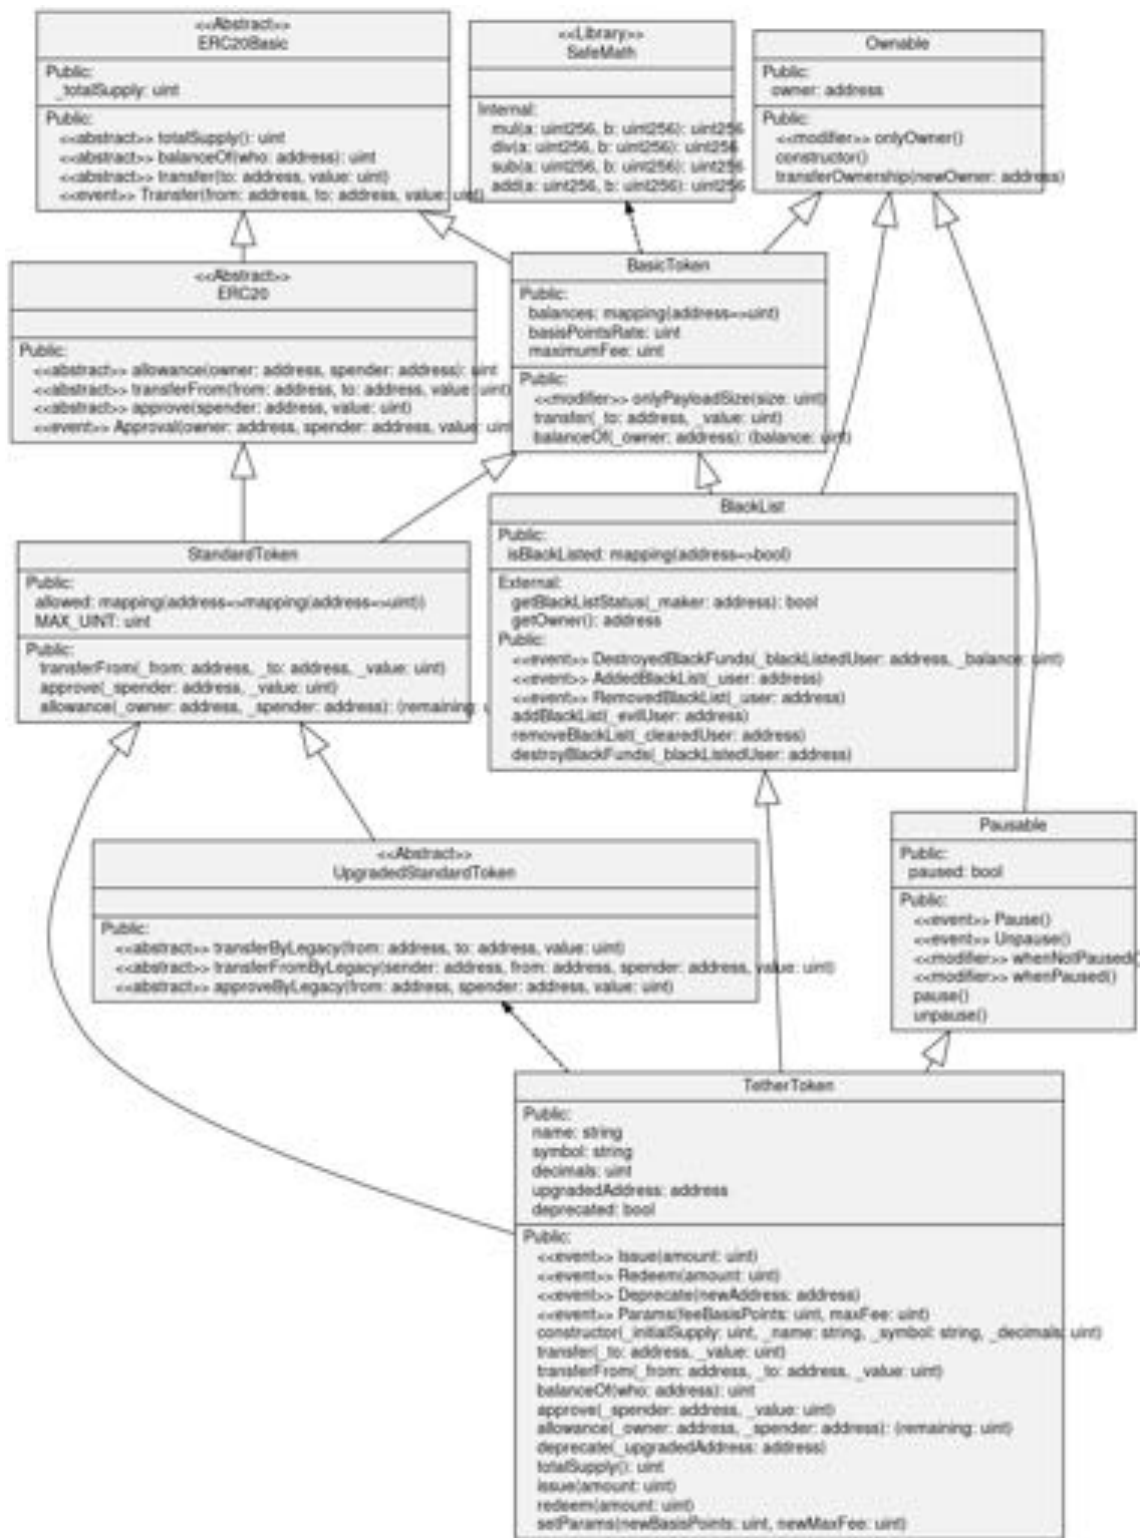 <<Abstract>>
ERC20Basic
Public:
_totalSupply: uint
Public:
<<abstract>> totalSupply(): uint
<<abstract>> balanceOf(who: address): uint
<<abstract>> transfer(to: address, value: uint)
<<event>> Transfer(from: address, to: address, value: uint)
<<Library>>
SafeMath
Internal:
mul(a: uint256, b: uint256): uint256
div(a: uint256, b: uint256): uint256
sub(a: uint256, b: uint256): uint256
add(a: uint256, b: uint256): uint256
Ownable
Public:
owner: address
Public:
<<modifier>> onlyOwner()
constructor()
transferOwnership(newOwner: address)
<<Abstract>>
ERC20
Public:
<<abstract>> allowance(owner: address, spender: address): uint
<<abstract>> transferFrom(from: address, to: address, value: uint)
<<abstract>> approve(spender: address, value: uint)
<<event>> Approval(owner: address, spender: address, value: uint
BasicToken
Public:
balances: mapping(address=>uint)
basisPointsRate: uint
maximumFee: uint
Public:
<<modifier>> onlyPayloadSize(size: uint)
transfer(_to: address, _value: uint)
balanceOf(_owner: address): (balance: uint)
StandardToken
Public:
allowed: mapping(address=>mapping(address=>uint))
MAX_UINT: uint
Public:
transferFrom(_from: address, _to: address, _value: uint)
approve(_spender: address, _value: uint)
allowance(_owner: address, _spender: address): (remaining: u
BlackList
Public:
isBlackListed: mapping(address=>bool)
External:
getBlackListStatus(_maker: address): bool
getOwner(): address
Public:
<<event>> DestroyedBlackFunds(_blackListedUser: address, _balance: uint)
<<event>> AddedBlackList(_user: address)
<<event>> RemovedBlackList(_user: address)
addBlackList(_evilUser: address)
removeBlackList(_clearedUser: address)
destroyBlackFunds(_blackListedUser: address)
<<Abstract>>
UpgradedStandardToken
Public:
<<abstract>> transferByLegacy(from: address, to: address, value: uint)
<<abstract>> transferFromByLegacy(sender: address, from: address, spender: address, value: uint)
<<abstract>> approveByLegacy(from: address, spender: address, value: uint)
Pausable
Public:
paused: bool
Public:
<<event>> Pause()
<<event>> Unpause()
<<modifier>> whenNotPaused(
<<modifier>> whenPaused()
pause()
unpause()
TetherToken
Public:
name: string
symbol: string
decimals: uint
upgradedAddress: address
deprecated: bool
Public:
<<event>> Issue(amount: uint)
<<event>> Redeem(amount: uint)
<<event>> Deprecate(newAddress: address)
<<event>> Params(feeBasisPoints: uint, maxFee: uint)
constructor(_initialSupply: uint, _name: string, _symbol: string, _decimals: uint)
transfer(_to: address, _value: uint)
transferFrom(_from: address, _to: address, _value: uint)
balanceOf(who: address): uint
approve(_spender: address, _value: uint)
allowance(_owner: address, _spender: address): (remaining: uint)
deprecate(_upgradedAddress: address)
totalSupply(): uint
issue(amount: uint)
redeem(amount: uint)
setParams(newBasisPoints: uint, newMaxFee: uint)